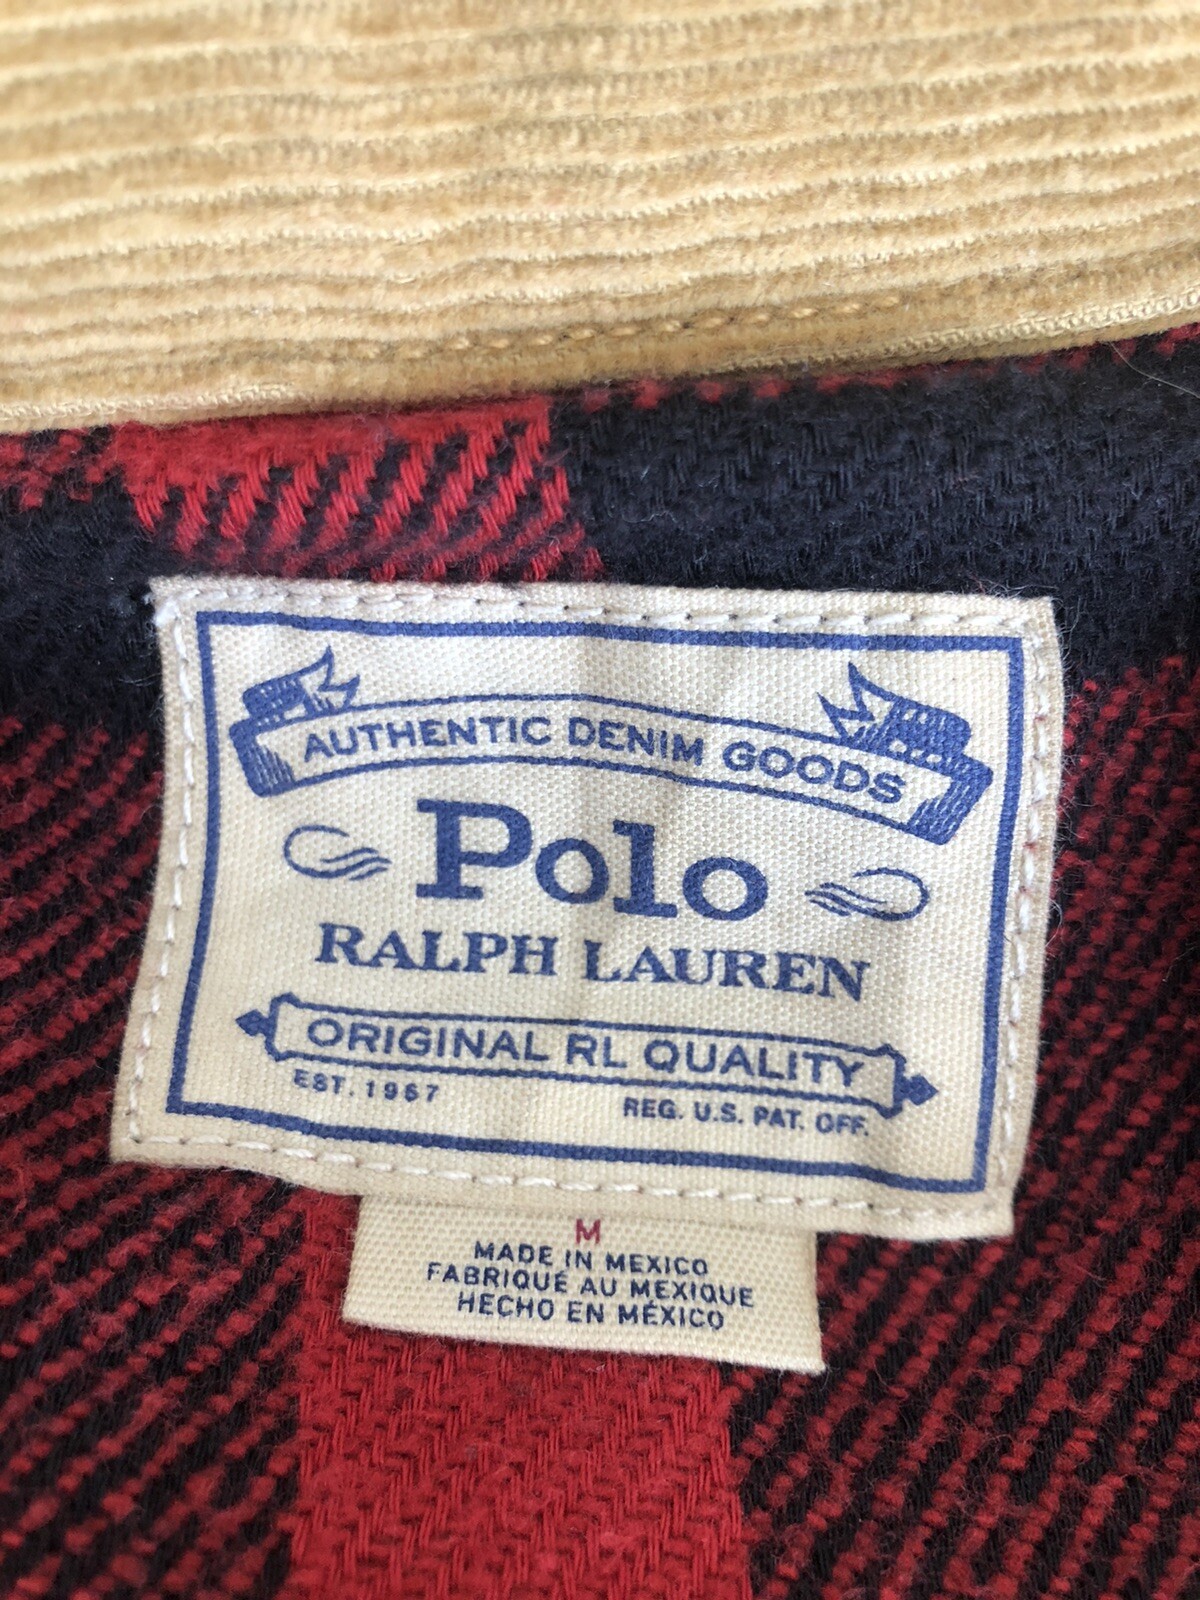 AUTHENTIC DENIM GOODS
Polo
RALPH LAUREN
ORIGINAL RL QUALITY
EST. 1967 REG. U.S. PAT. OFF.
M
MADE IN MEXICO
FABRIQUÉ AU MEXIQUE
HECHO EN MÉXICO